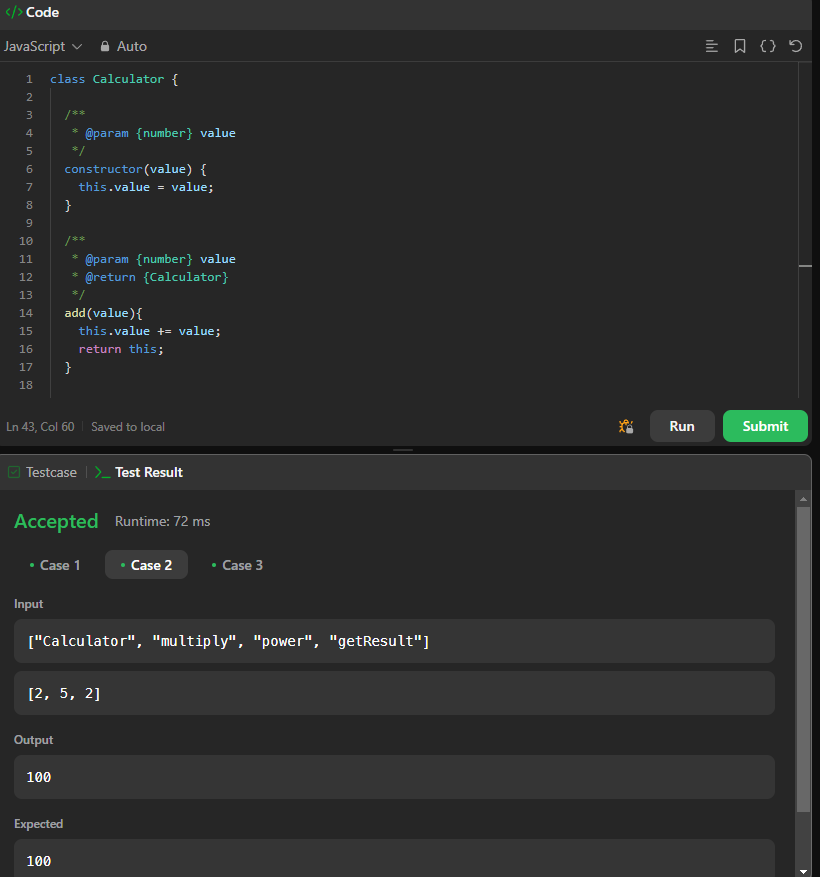 </> Code
JavaScript Auto
1 class Calculator {
2
3 /**
4 * @param {number} value
5 */
6 constructor(value) {
7 this.value = value;
8 }
9
10 /**
11 * @param {number} value
12 * @return {Calculator}
13 */
14 add(value){
15 this.value += value;
16 return this;
17 }
18
Ln 43, Col 60 Saved to local Run Submit
Testcase >_ Test Result
Accepted Runtime: 72 ms
Case 1 Case 2 Case 3
Input
["Calculator", "multiply", "power", "getResult"]
[2, 5, 2]
Output
100
Expected
100